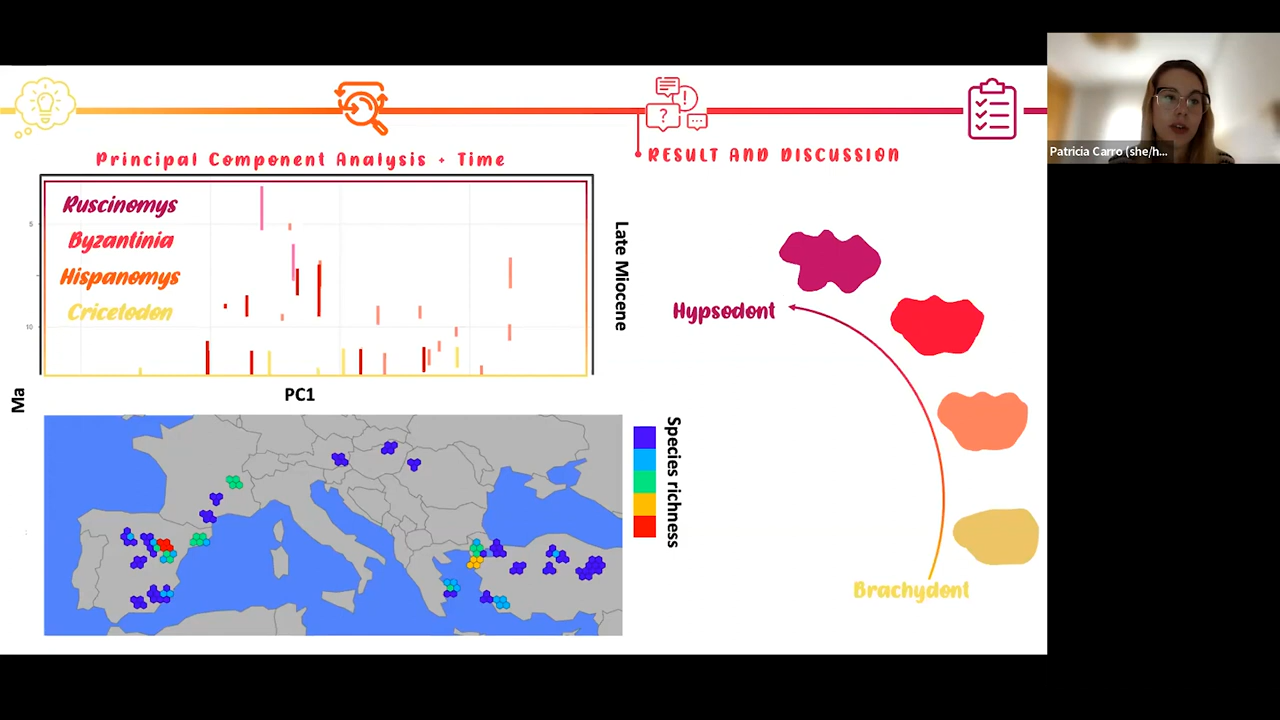 Principal Component Analysis + Time
RESULT AND DISCUSSION
Ruscinomys
Byzantinia
Hispanomys
Cricetodon
5
10
Late Miocene
Ma
PC1
Species richness
Hypsodont
Brachydont
?
!
Patricia Carro (she/h...